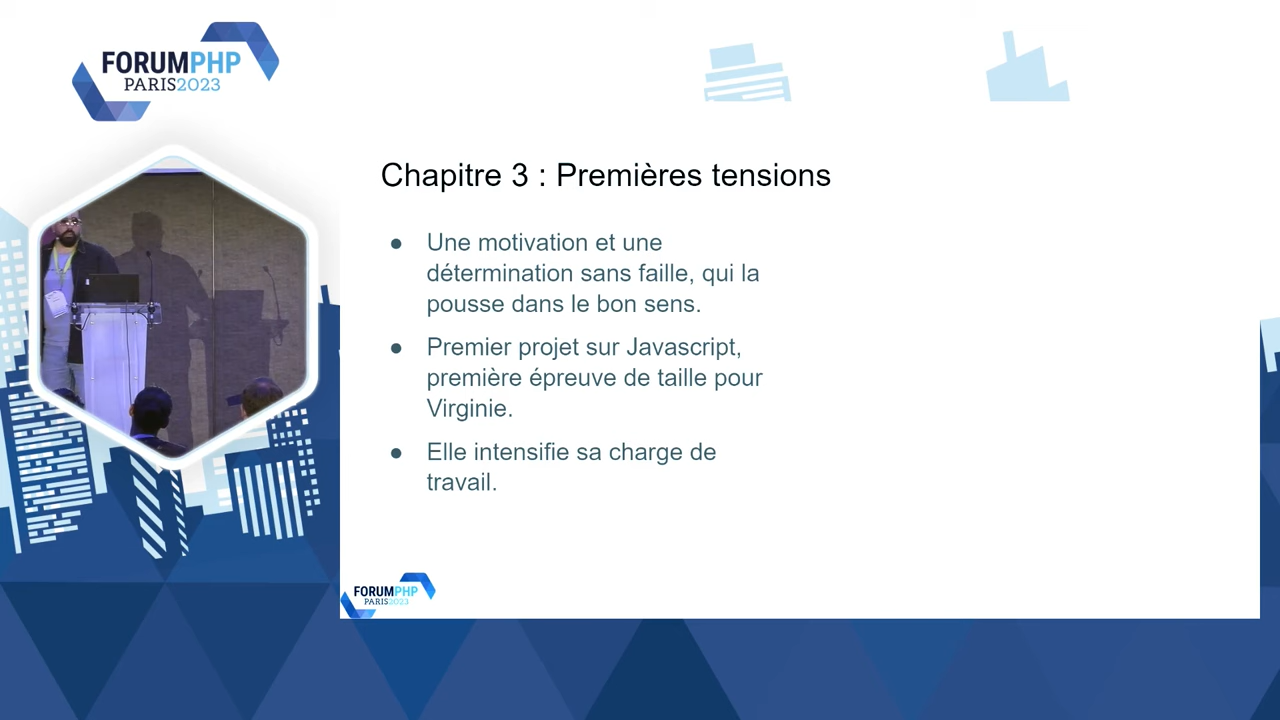 FORUMPHP
PARIS2023
Chapitre 3 : Premières tensions
● Une motivation et une
détermination sans faille, qui la
pousse dans le bon sens.
● Premier projet sur Javascript,
première épreuve de taille pour
Virginie.
● Elle intensifie sa charge de
travail.
FORUMPHP
PARIS2023